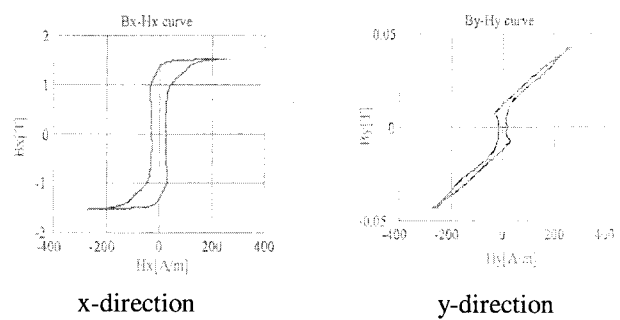 Bx-Hx curve
By-Hy curve
2
1
0
-1
-2
-400 -200 0 200 400
Bx[T]
Hx[A/m]
0.05
0
-0.05
-400 -200 0 200 400
By[T]
Hy[A/m]
x-direction
y-direction